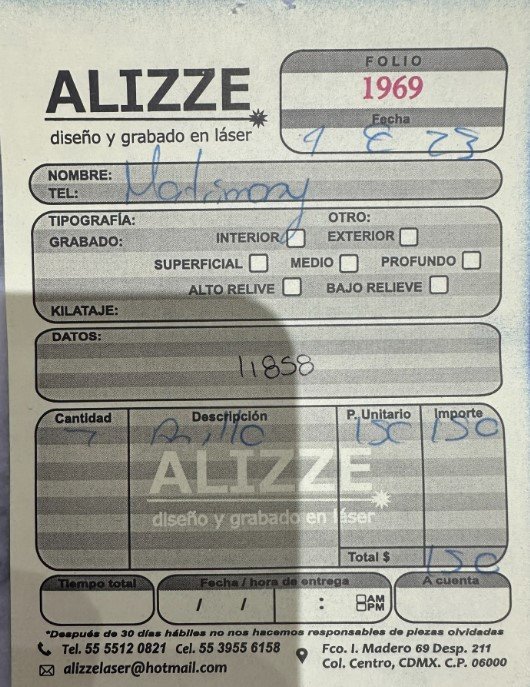 ALIZZE
diseño y grabado en láser
FOLIO
1969
Fecha
9 E 23
NOMBRE:
TEL:
TIPOGRAFÍA: OTRO:
GRABADO: INTERIOR EXTERIOR
SUPERFICIAL MEDIO PROFUNDO
ALTO RELIVE BAJO RELIEVE
KILATAJE:
DATOS:
11858
Cantidad Descripción P. Unitario Importe
Anillo 150 150
ALIZZE
diseño y grabado en láser
Total $ 150
Tiempo total Fecha / hora de entrega A cuenta
/ / : AM
PM
*Después de 30 días hábiles no nos hacemos responsables de piezas olvidadas
Tel. 55 5512 0821 Cel. 55 3955 6158 Fco. I. Madero 69 Desp. 211
alizzelaser@hotmail.com Col. Centro, CDMX. C.P. 06000